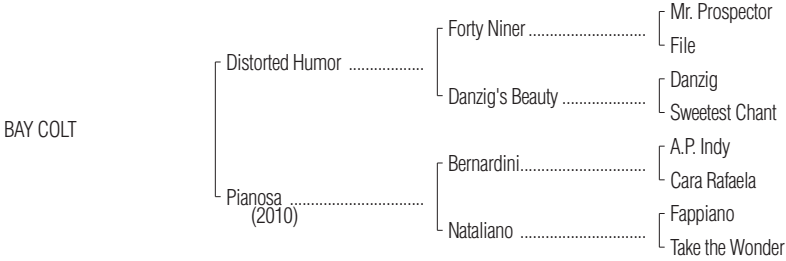 Mr. Prospector
Forty Niner ............................
File
Distorted Humor ..................
Danzig
Danzig's Beauty ....................
Sweetest Chant
BAY COLT
A.P. Indy
Bernardini..............................
Cara Rafaela
Pianosa ................................
(2010)
Fappiano
Nataliano ..............................
Take the Wonder